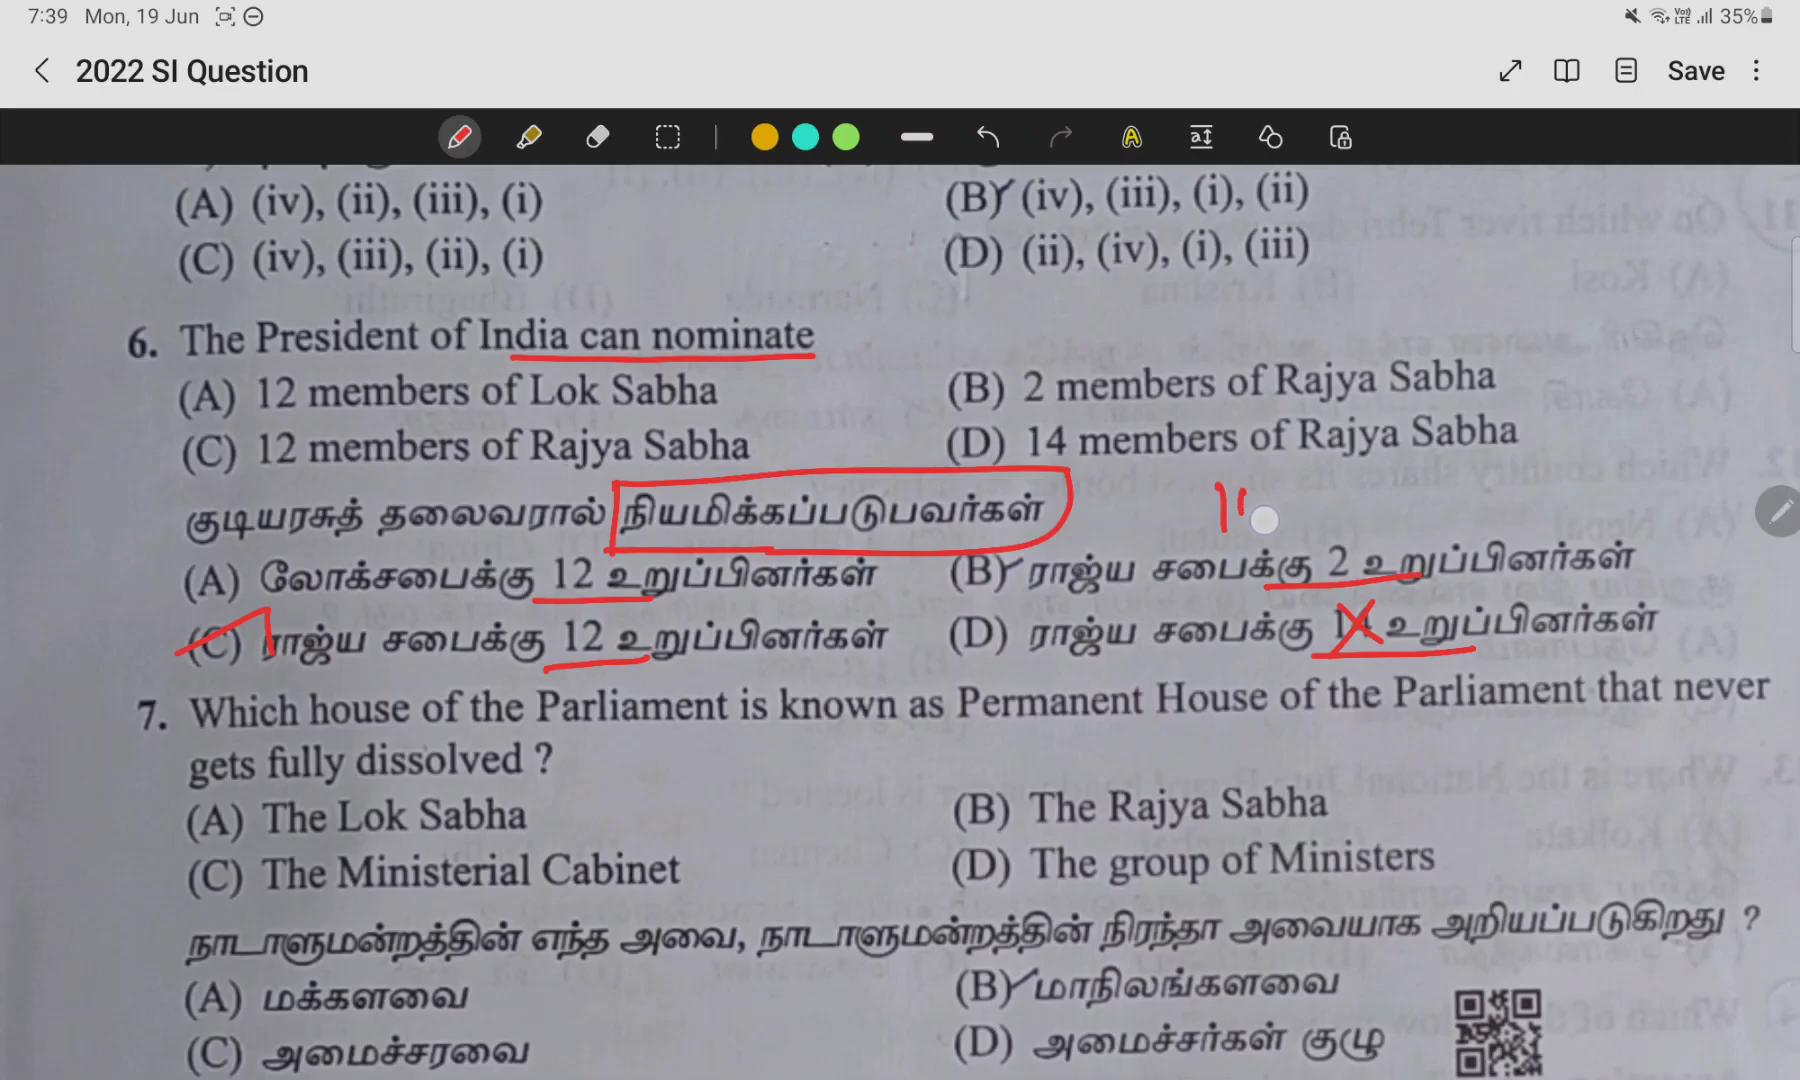 7:39 Mon, 19 Jun
35%
2022 SI Question
Save
(A) (iv), (ii), (iii), (i)
(B) (iv), (iii), (i), (ii)
(C) (iv), (iii), (ii), (i)
(D) (ii), (iv), (i), (iii)
6. The President of India can nominate
(A) 12 members of Lok Sabha
(B) 2 members of Rajya Sabha
(C) 12 members of Rajya Sabha
(D) 14 members of Rajya Sabha
குடியரசுத் தலைவரால் நியமிக்கப்படுபவர்கள்
(A) லோக்சபைக்கு 12 உறுப்பினர்கள்
(B) ராஜ்ய சபைக்கு 2 உறுப்பினர்கள்
(C) ராஜ்ய சபைக்கு 12 உறுப்பினர்கள்
(D) ராஜ்ய சபைக்கு 14 உறுப்பினர்கள்
7. Which house of the Parliament is known as Permanent House of the Parliament that never
gets fully dissolved ?
(A) The Lok Sabha
(B) The Rajya Sabha
(C) The Ministerial Cabinet
(D) The group of Ministers
நாடாளுமன்றத்தின் எந்த அவை, நாடாளுமன்றத்தின் நிரந்தர அவையாக அறியப்படுகிறது ?
(A) மக்களவை
(B) மாநிலங்களவை
(C) அமைச்சரவை
(D) அமைச்சர்கள் குழு